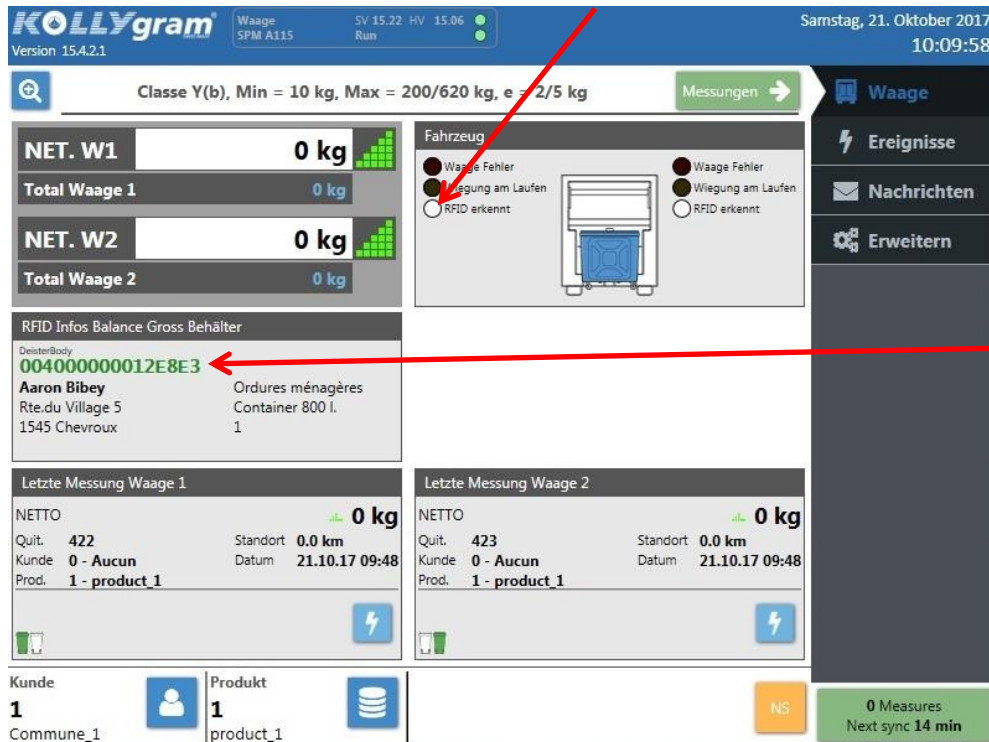 KOLLYgram
Version 15.4.2.1
Waage SV 15.22 HV 15.06
SPM A115 Run
Samstag, 21. Oktober 2017
10:09:58
Classe Y(b), Min = 10 kg, Max = 200/620 kg, e = 2/5 kg
Messungen
Waage
Ereignisse
Nachrichten
Erweitern
NET. W1 0 kg
Total Waage 1 0 kg
NET. W2 0 kg
Total Waage 2 0 kg
Fahrzeug
Waage Fehler
Wiegung am Laufen
RFID erkennt
Waage Fehler
Wiegung am Laufen
RFID erkennt
RFID Infos Balance Gross Behälter
DeisterBody
004000000012E8E3
Aaron Bibey Ordures ménagères
Rte.du Village 5 Container 800 l.
1545 Chevroux 1
Letzte Messung Waage 1
NETTO 0 kg
Quit. 422 Standort 0.0 km
Kunde 0 - Aucun Datum 21.10.17 09:48
Prod. 1 - product_1
Letzte Messung Waage 2
NETTO 0 kg
Quit. 423 Standort 0.0 km
Kunde 0 - Aucun Datum 21.10.17 09:48
Prod. 1 - product_1
Kunde
1
Commune_1
Produkt
1
product_1
NS
0 Measures
Next sync 14 min